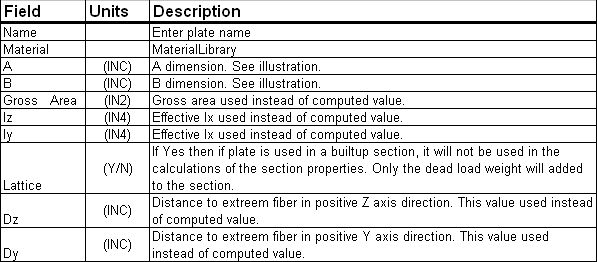 Field Units Description
Name Enter plate name
Material MaterialLibrary
A (INC) A dimension. See illustration.
B (INC) B dimension. See illustration.
Gross Area (IN2) Gross area used instead of computed value.
Iz (IN4) Effective Ix used instead of computed value.
Iy (IN4) Effective Ix used instead of computed value.
If Yes then if plate is used in a builtup section, it will not be used in the
(Y/N) calculations of the section properties. Only the dead load weight will added
Lattice to the section.
(INC) Distance to extreem fiber in positive Z axis direction. This value used instead
Dz of computed value.
(INC) Distance to extreem fiber in positive Y axis direction. This value used
Dy instead of computed value.